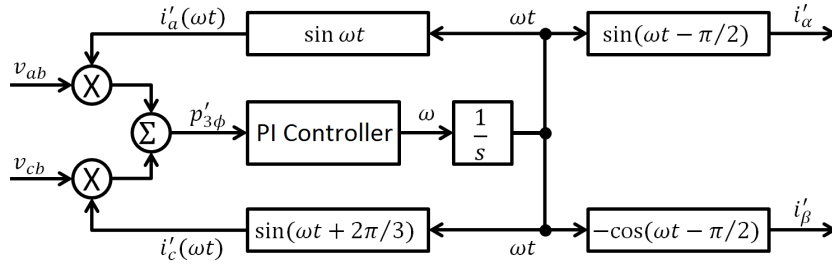 i′ₐ(ωt)
sin ωt
ωt
sin(ωt − π/2)
i′_α
v_ab
X
Σ
p′_3ϕ
PI Controller
ω
1/s
v_cb
X
i′_c(ωt)
sin(ωt + 2π/3)
ωt
−cos(ωt − π/2)
i′_β